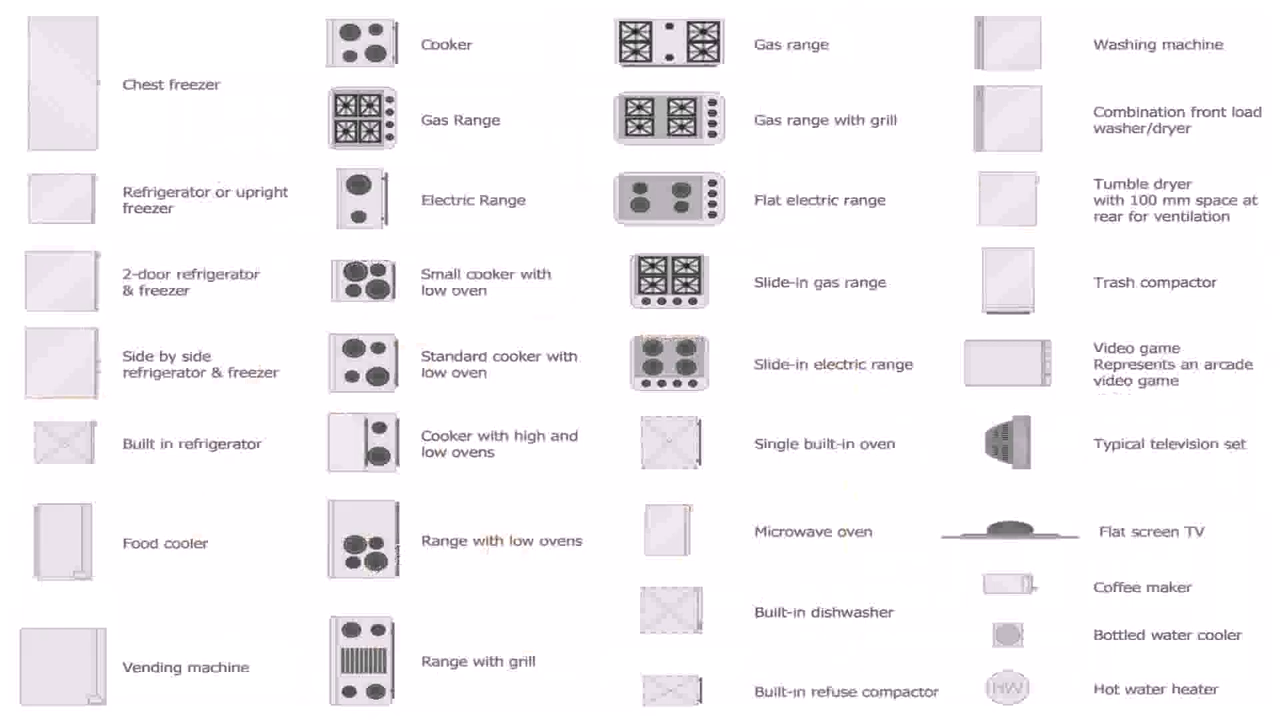 Chest freezer
Refrigerator or upright
freezer
2-door refrigerator
& freezer
Side by side
refrigerator & freezer
Built in refrigerator
Food cooler
Vending machine
Cooker
Gas Range
Electric Range
Small cooker with
low oven
Standard cooker with
low oven
Cooker with high and
low ovens
Range with low ovens
Range with grill
Gas range
Gas range with grill
Flat electric range
Slide-in gas range
Slide-in electric range
Single built-in oven
Microwave oven
Built-in dishwasher
Built-in refuse compactor
Washing machine
Combination front load
washer/dryer
Tumble dryer
with 100 mm space at
rear for ventilation
Trash compactor
Video game
Represents an arcade
video game
Typical television set
Flat screen TV
Coffee maker
Bottled water cooler
HW
Hot water heater